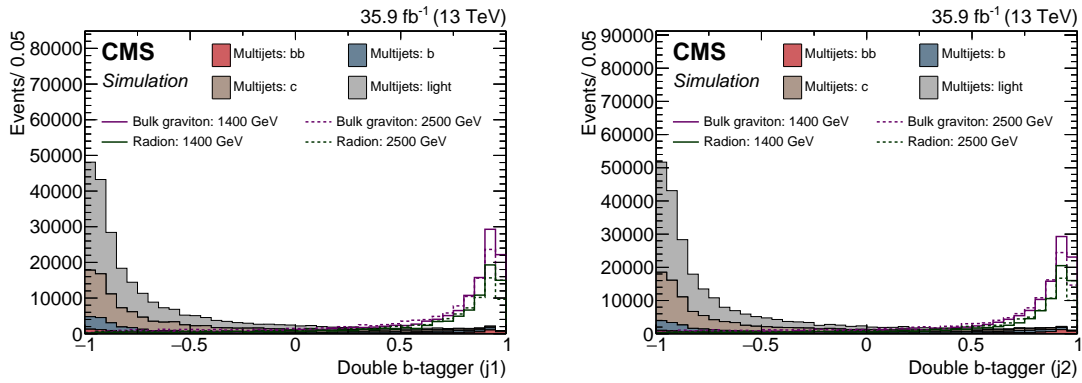 35.9 fb-1 (13 TeV)
CMS
Simulation
Multijets: bb
Multijets: b
Multijets: c
Multijets: light
Bulk graviton: 1400 GeV
Bulk graviton: 2500 GeV
Radion: 1400 GeV
Radion: 2500 GeV
Events/ 0.05
80000
70000
60000
50000
40000
30000
20000
10000
0
−1
−0.5
0
0.5
1
Double b-tagger (j1)
35.9 fb-1 (13 TeV)
CMS
Simulation
Multijets: bb
Multijets: b
Multijets: c
Multijets: light
Bulk graviton: 1400 GeV
Bulk graviton: 2500 GeV
Radion: 1400 GeV
Radion: 2500 GeV
Events/ 0.05
90000
80000
70000
60000
50000
40000
30000
20000
10000
0
−1
−0.5
0
0.5
1
Double b-tagger (j2)